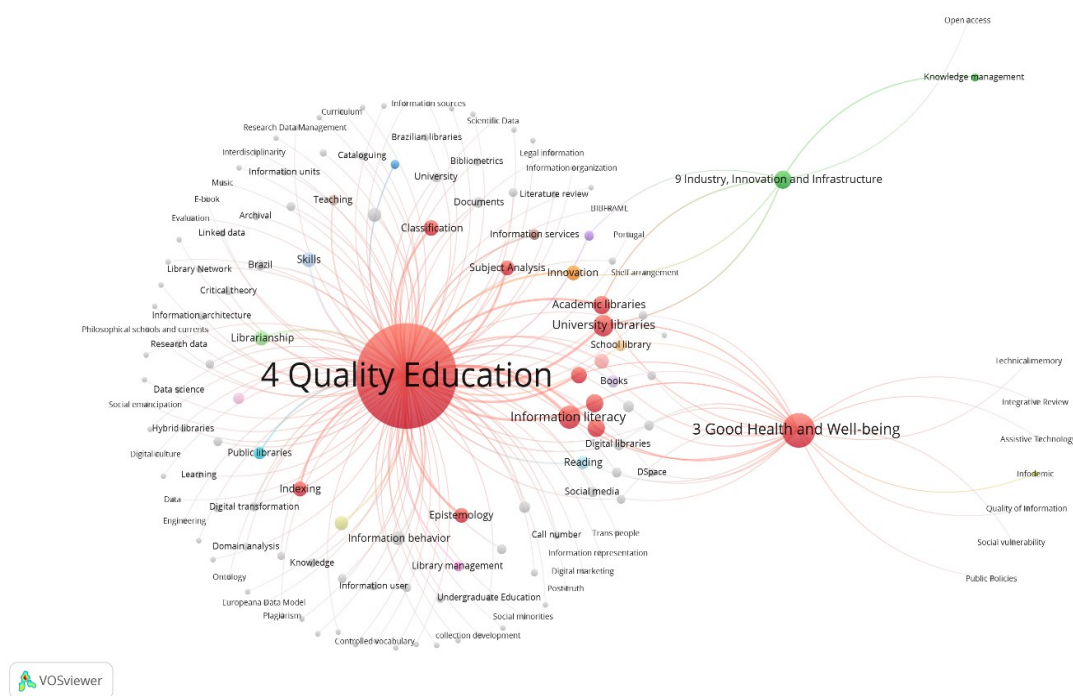 Open access
Knowledge management
9 Industry, Innovation and Infrastructure
Curriculum
Information sources
Scientific Data
Research Data Management
Brazilian libraries
Interdisciplinarity
Cataloguing
Bibliometrics
Legal information
Information organization
Music
Information units
University
E-book
Teaching
Documents
Literature review
Evaluation
Archival
BIBFRAME
Linked data
Classification
Information services
Portugal
Library Network
Brazil
Skills
Subject Analysis
Innovation
Shelf arrangement
Critical theory
Information architecture
Academic libraries
Philosophical schools and currents
University libraries
Research data
Librarianship
School library
4 Quality Education
Books
Data science
Social emancipation
Information literacy
3 Good Health and Well-being
Technical memory
Integrative Review
Assistive Technology
Infodemic
Quality of information
Social vulnerability
Public Policies
Hybrid libraries
Digital libraries
Digital culture
Public libraries
Reading
DSpace
Learning
Indexing
Social media
Data
Digital transformation
Engineering
Epistemology
Domain analysis
Information behavior
Call number
Trans people
Knowledge
Library management
Information representation
Ontology
Information user
Digital marketing
Post-truth
Europeana Data Model
Undergraduate Education
Plagiarism
Social minorities
Controlled vocabulary
collection development
VOSviewer